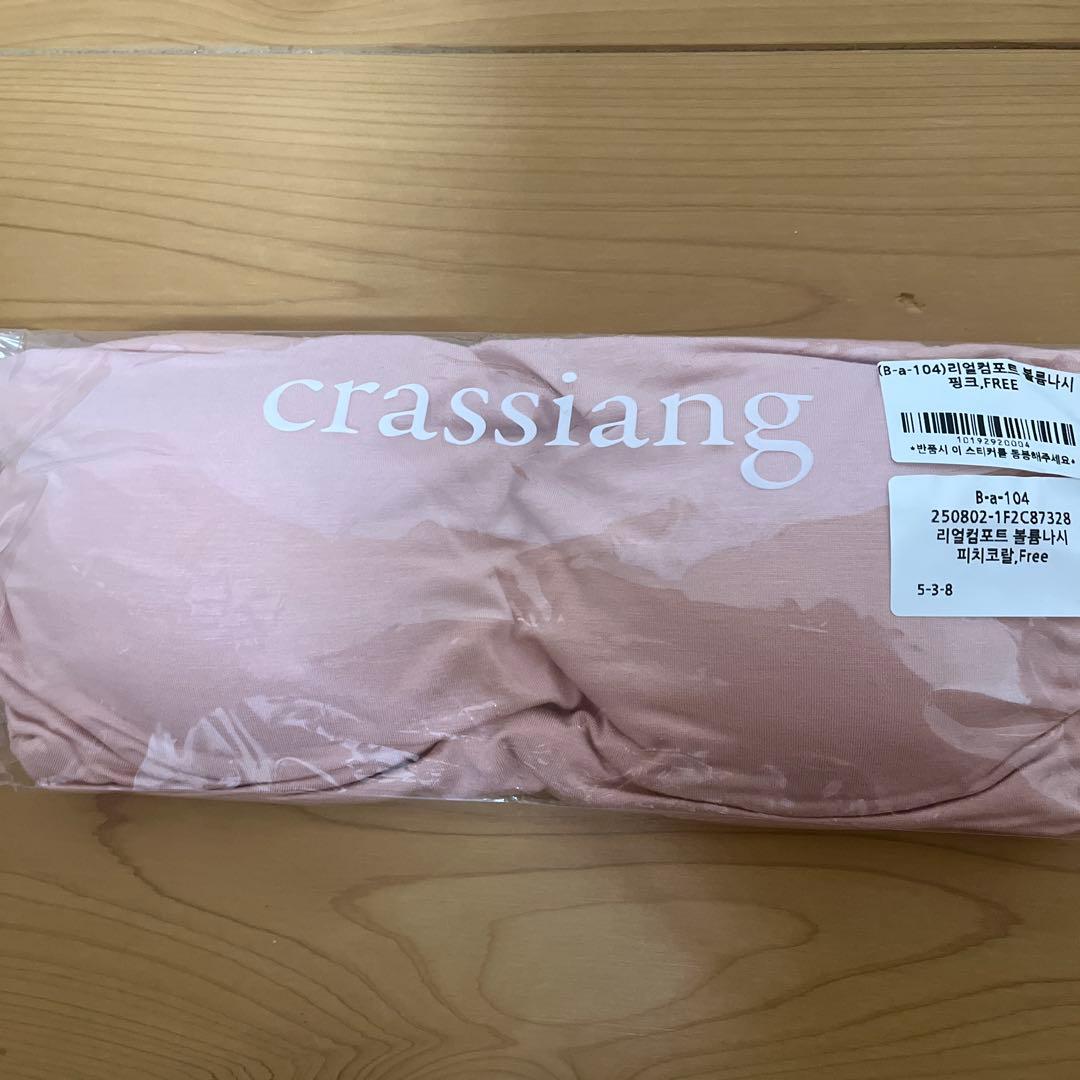 crassiang
(B-a-104)리얼컴포트 볼륨나시
핑크,FREE
10192920004
*반품시 이 스티커를 동봉해주세요*
B-a-104
250802-1F2C87328
리얼컴포트 볼륨나시
피치코랄,Free
5-3-8